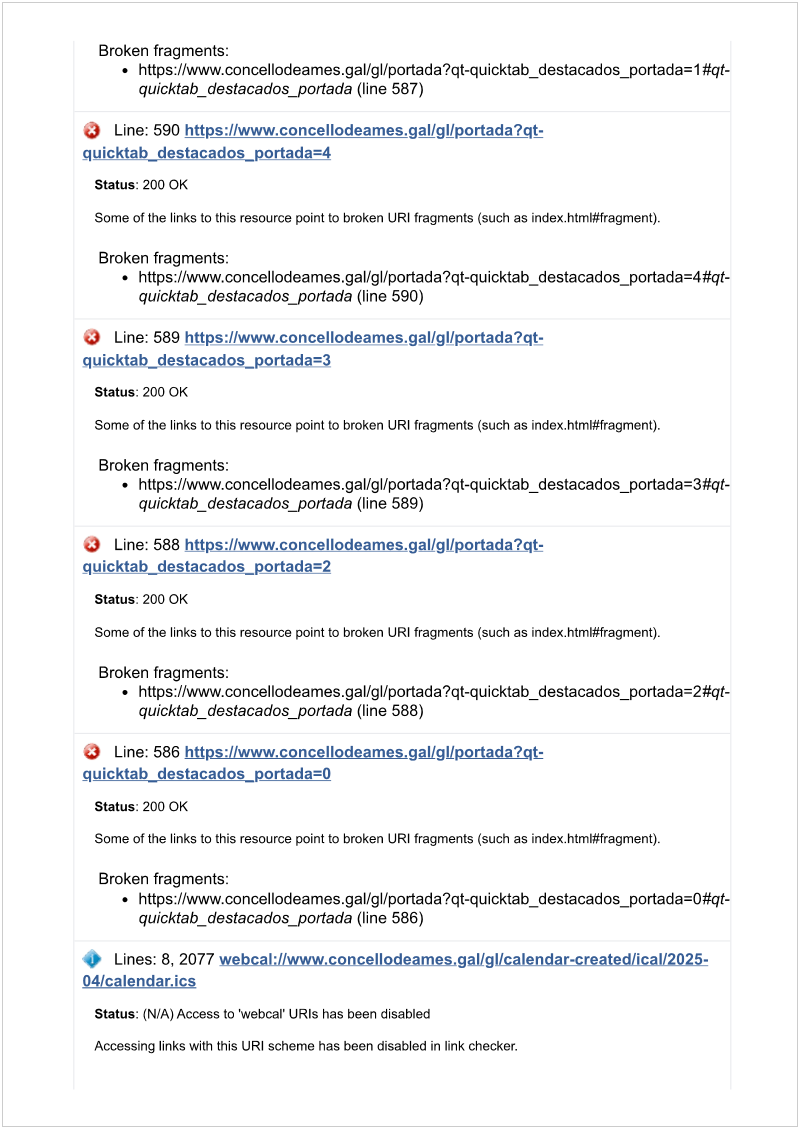 Broken fragments:
• https://www.concellodeames.gal/gl/portada?qt-quicktab_destacados_portada=1#qt-
quicktab_destacados_portada (line 587)
Line: 590 https://www.concellodeames.gal/gl/portada?qt-
quicktab_destacados_portada=4
Status: 200 OK
Some of the links to this resource point to broken URI fragments (such as index.html#fragment).
Broken fragments:
• https://www.concellodeames.gal/gl/portada?qt-quicktab_destacados_portada=4#qt-
quicktab_destacados_portada (line 590)
Line: 589 https://www.concellodeames.gal/gl/portada?qt-
quicktab_destacados_portada=3
Status: 200 OK
Some of the links to this resource point to broken URI fragments (such as index.html#fragment).
Broken fragments:
• https://www.concellodeames.gal/gl/portada?qt-quicktab_destacados_portada=3#qt-
quicktab_destacados_portada (line 589)
Line: 588 https://www.concellodeames.gal/gl/portada?qt-
quicktab_destacados_portada=2
Status: 200 OK
Some of the links to this resource point to broken URI fragments (such as index.html#fragment).
Broken fragments:
• https://www.concellodeames.gal/gl/portada?qt-quicktab_destacados_portada=2#qt-
quicktab_destacados_portada (line 588)
Line: 586 https://www.concellodeames.gal/gl/portada?qt-
quicktab_destacados_portada=0
Status: 200 OK
Some of the links to this resource point to broken URI fragments (such as index.html#fragment).
Broken fragments:
• https://www.concellodeames.gal/gl/portada?qt-quicktab_destacados_portada=0#qt-
quicktab_destacados_portada (line 586)
Lines: 8, 2077 webcal://www.concellodeames.gal/gl/calendar-created/ical/2025-
04/calendar.ics
Status: (N/A) Access to 'webcal' URIs has been disabled
Accessing links with this URI scheme has been disabled in link checker.